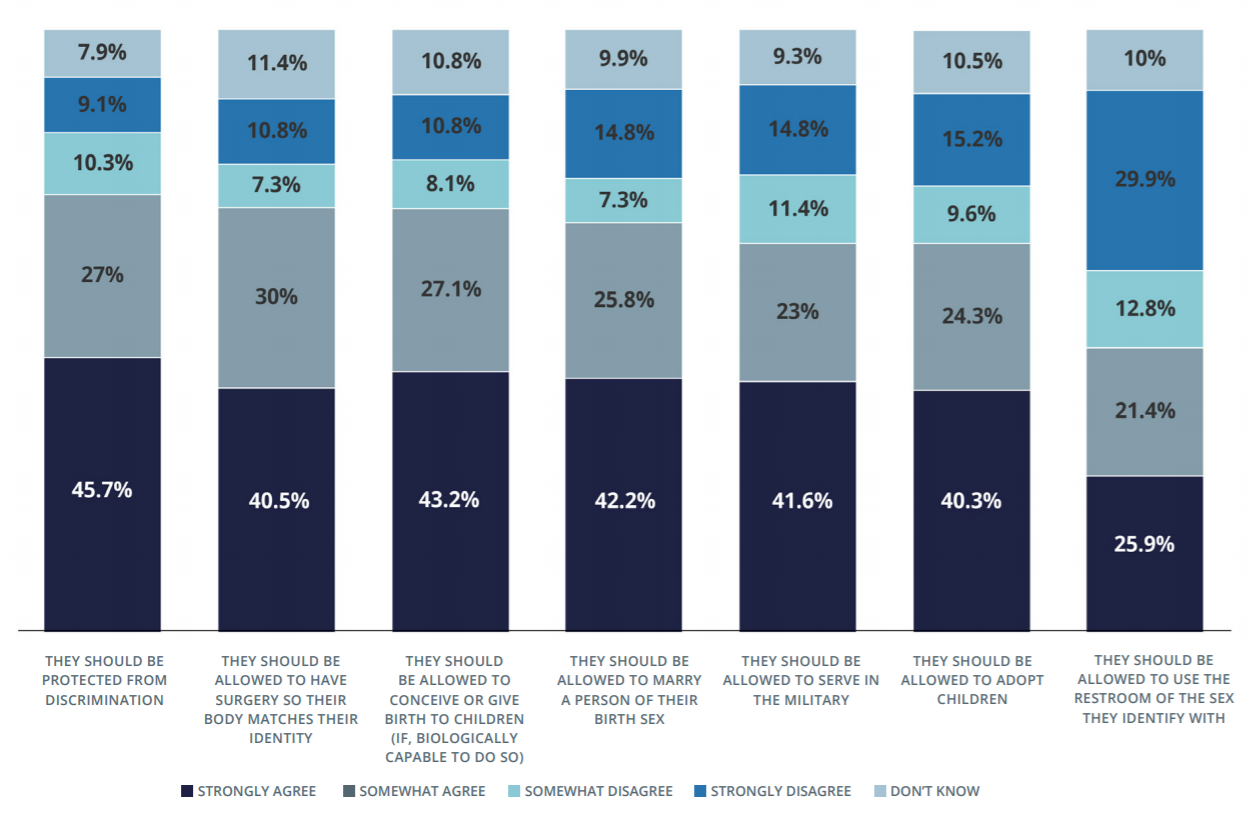 7.9%
9.1%
10.3%
27%
45.7%
11.4%
10.8%
7.3%
30%
40.5%
10.8%
10.8%
8.1%
27.1%
43.2%
9.9%
14.8%
7.3%
25.8%
42.2%
9.3%
14.8%
11.4%
23%
41.6%
10.5%
15.2%
9.6%
24.3%
40.3%
10%
29.9%
12.8%
21.4%
25.9%
THEY SHOULD BE
PROTECTED FROM
DISCRIMINATION
THEY SHOULD BE
ALLOWED TO HAVE
SURGERY SO THEIR
BODY MATCHES THEIR
IDENTITY
THEY SHOULD
BE ALLOWED TO
CONCEIVE OR GIVE
BIRTH TO CHILDREN
(IF, BIOLOGICALLY
CAPABLE TO DO SO)
THEY SHOULD BE
ALLOWED TO MARRY
A PERSON OF THEIR
BIRTH SEX
THEY SHOULD BE
ALLOWED TO SERVE IN
THE MILITARY
THEY SHOULD BE
ALLOWED TO ADOPT
CHILDREN
THEY SHOULD BE
ALLOWED TO USE THE
RESTROOM OF THE SEX
THEY IDENTIFY WITH
STRONGLY AGREE
SOMEWHAT AGREE
SOMEWHAT DISAGREE
STRONGLY DISAGREE
DON'T KNOW